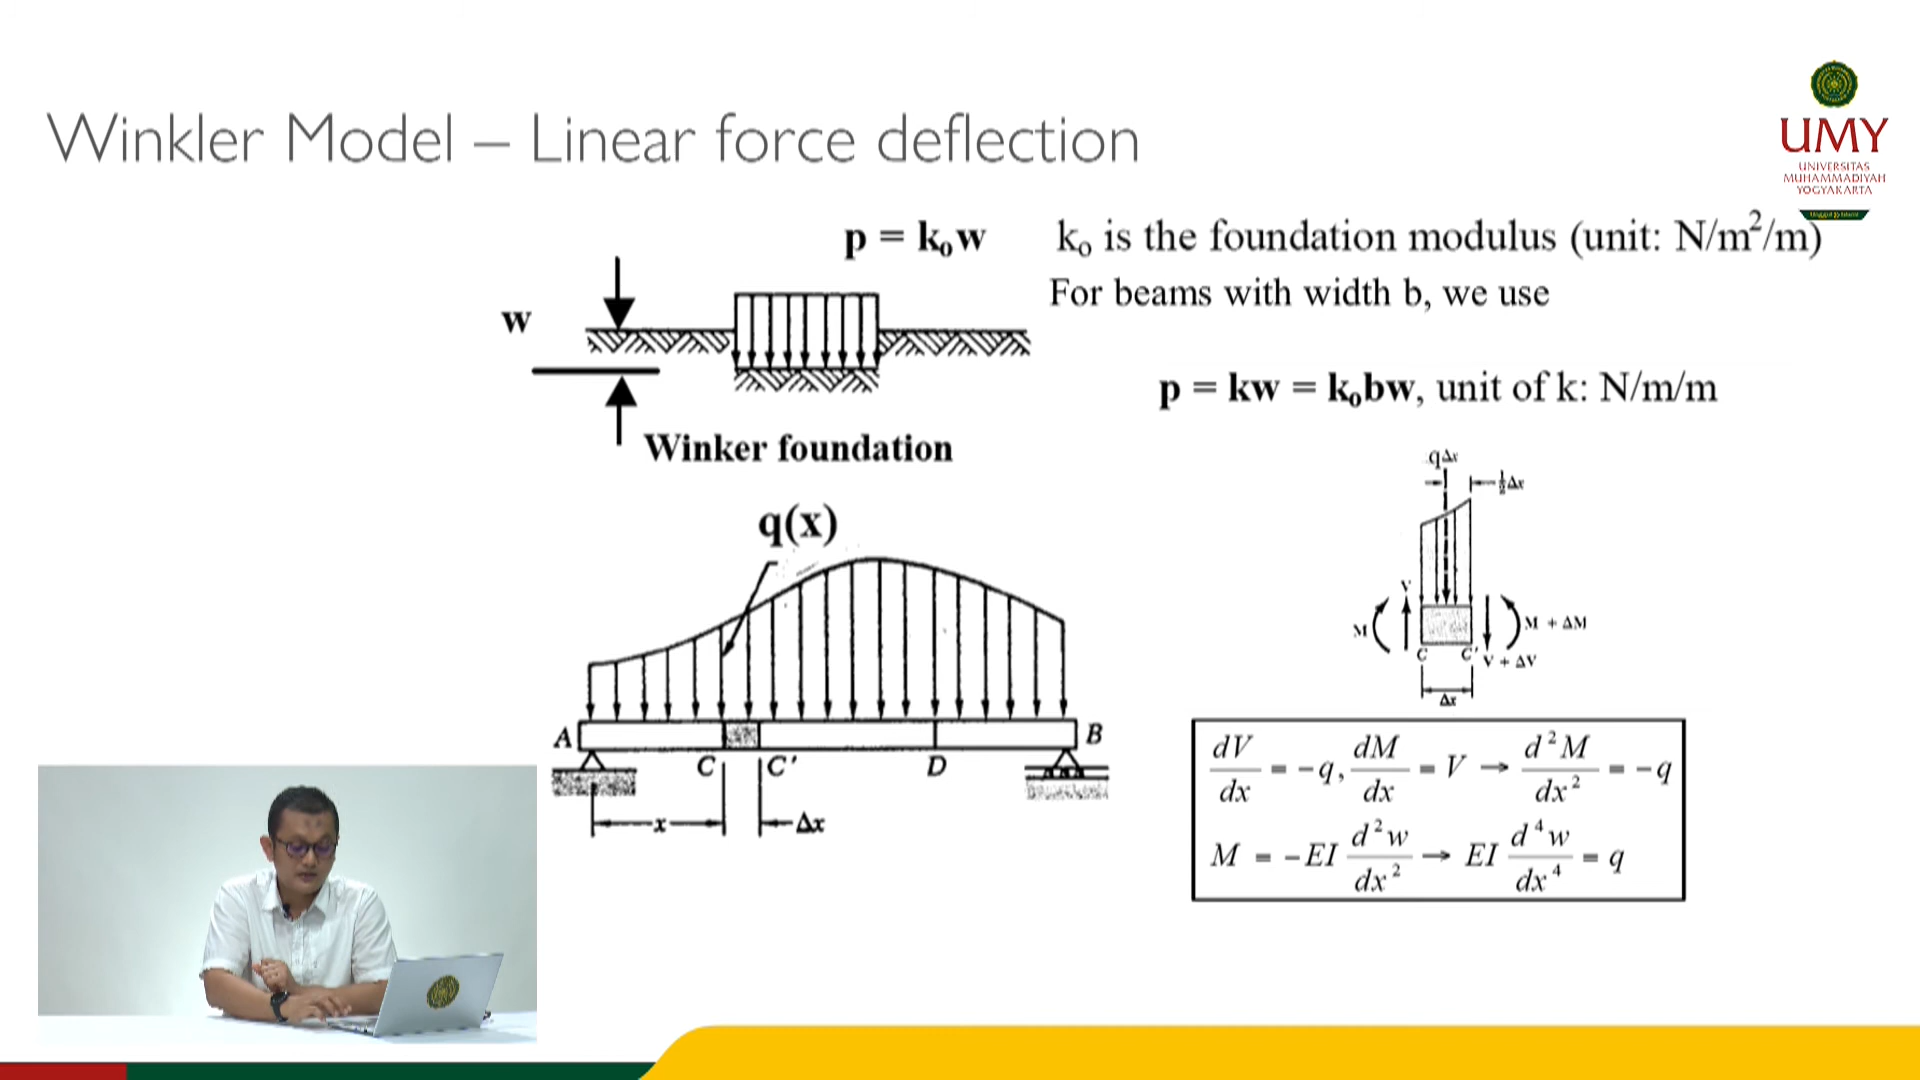 Winkler Model – Linear force deflection
UMY
UNIVERSITAS
MUHAMMADIYAH
YOGYAKARTA
p = k₀w
k₀ is the foundation modulus (unit: N/m²/m)
For beams with width b, we use
w
p = kw = k₀bw, unit of k: N/m/m
Winker foundation
q(x)
A
B
C
C'
D
x
Δx
qΔx
½Δx
V
M
M + ΔM
C
C'
V + ΔV
Δx
dV/dx = -q, dM/dx = V → d²M/dx² = -q
M = -EI d²w/dx² → EI d⁴w/dx⁴ = q